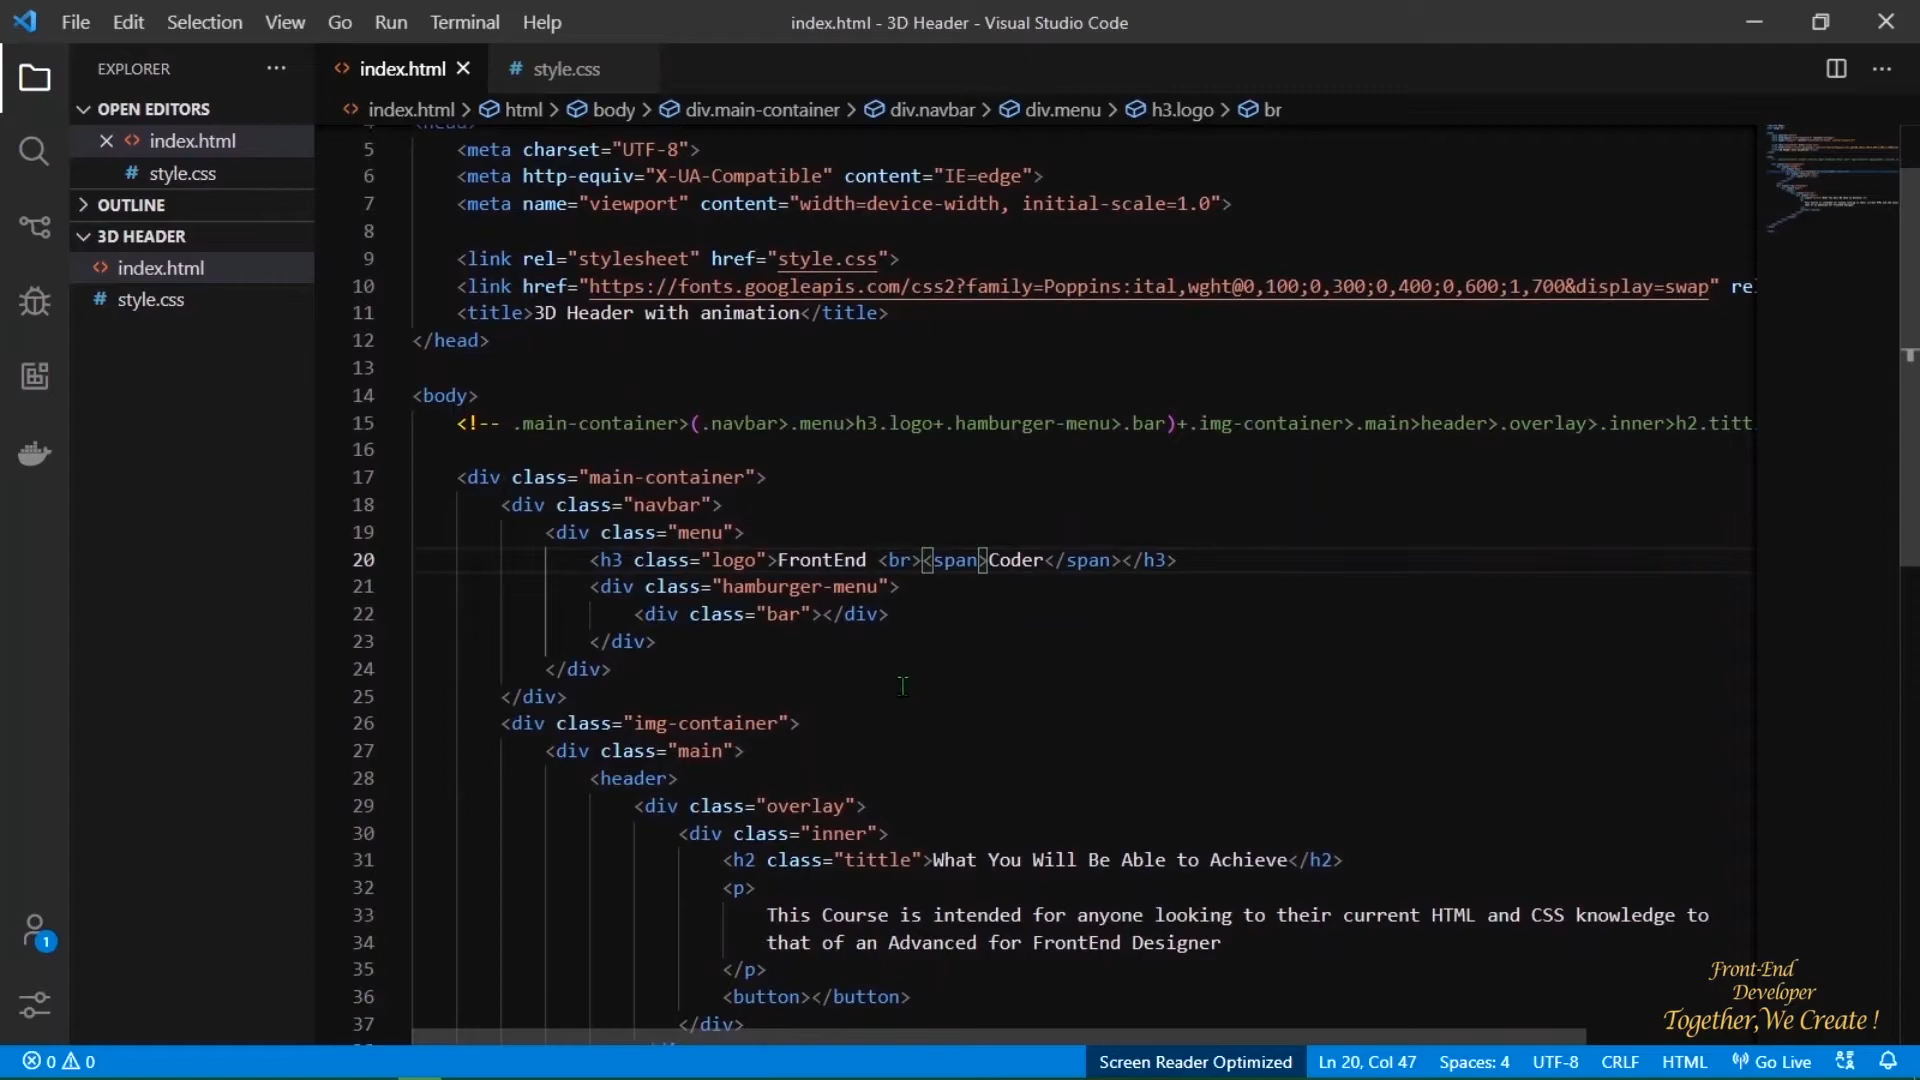 File Edit Selection View Go Run Terminal Help
index.html - 3D Header - Visual Studio Code
EXPLORER
index.html
style.css
OPEN EDITORS
index.html
style.css
OUTLINE
3D HEADER
index.html
style.css
index.html > html > body > div.main-container > div.navbar > div.menu > h3.logo > br
5 <meta charset="UTF-8">
6 <meta http-equiv="X-UA-Compatible" content="IE=edge">
7 <meta name="viewport" content="width=device-width, initial-scale=1.0">
8
9 <link rel="stylesheet" href="style.css">
10 <link href="https://fonts.googleapis.com/css2?family=Poppins:ital,wght@0,100;0,300;0,400;0,600;1,700&display=swap" re
11 <title>3D Header with animation</title>
12 </head>
13
14 <body>
15 <!-- .main-container>(.navbar>.menu>h3.logo+.hamburger-menu>.bar)+.img-container>.main>header>.overlay>.inner>h2.titt
16
17 <div class="main-container">
18 <div class="navbar">
19 <div class="menu">
20 <h3 class="logo">FrontEnd <br><span>Coder</span></h3>
21 <div class="hamburger-menu">
22 <div class="bar"></div>
23 </div>
24 </div>
25 </div>
26 <div class="img-container">
27 <div class="main">
28 <header>
29 <div class="overlay">
30 <div class="inner">
31 <h2 class="tittle">What You Will Be Able to Achieve</h2>
32 <p>
33 This Course is intended for anyone looking to their current HTML and CSS knowledge to
34 that of an Advanced for FrontEnd Designer
35 </p>
36 <button></button>
37 </div>
Front-End
Developer
Together,We Create !
1
0 0
Screen Reader Optimized Ln 20, Col 47 Spaces: 4 UTF-8 CRLF HTML Go Live